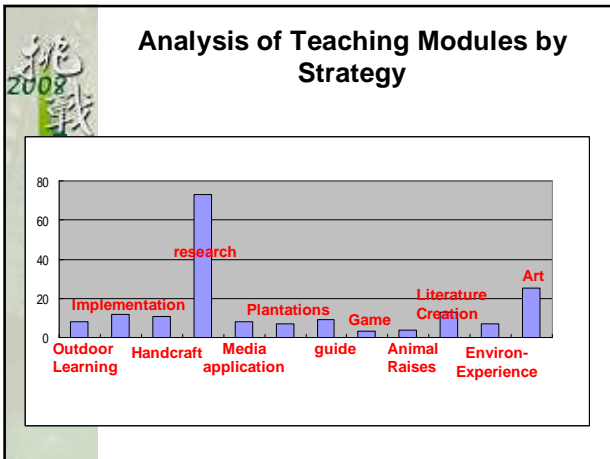 挑
2008
戰
Analysis of Teaching Modules by
Strategy
80
60
40
20
0
research
Implementation
Plantations
Game
Literature
Creation
Art
Outdoor
Learning
Handcraft
Media
application
guide
Animal
Raises
Environ-
Experience